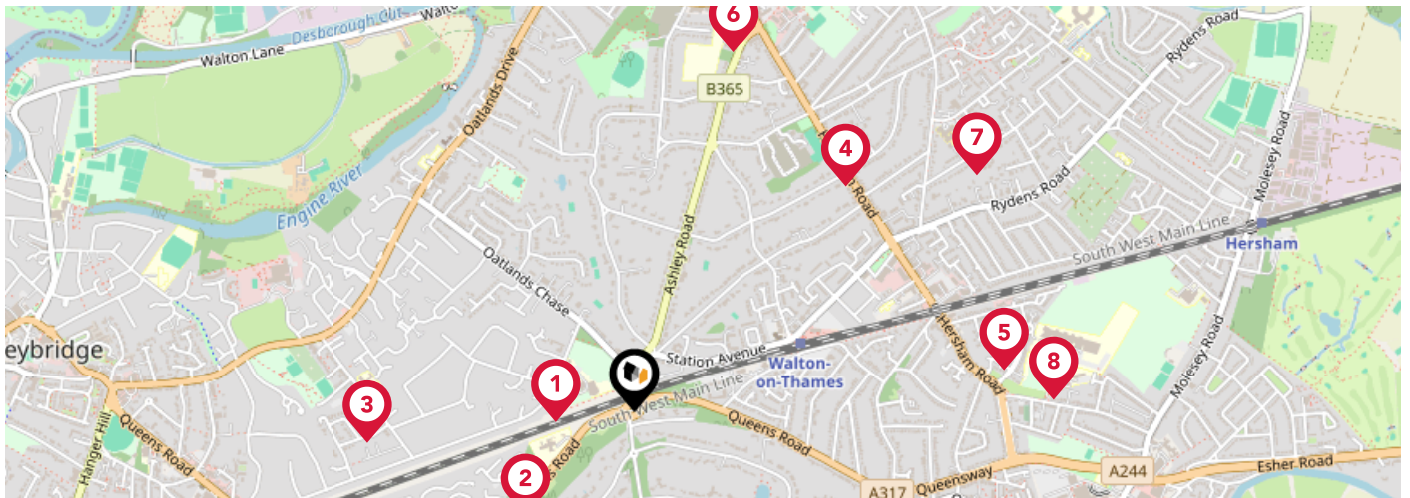 6
Desborough Cut
Walto
Walton Lane
Rydens Road
Oatlands Drive
B365
7
4
Road
Molesey Road
Engine River
Rydens Road
South West Main Line
Hersham
Ashley Road
Oatlands Chase
5
8
eybridge
Station Avenue
Walton-
on-Thames
Hersham Road
Molesey Road
1
South West Main Line
3
Queens Road
Hanger Hill
Queens Road
s Road
2
A317
Queensway
A244
Esher Road